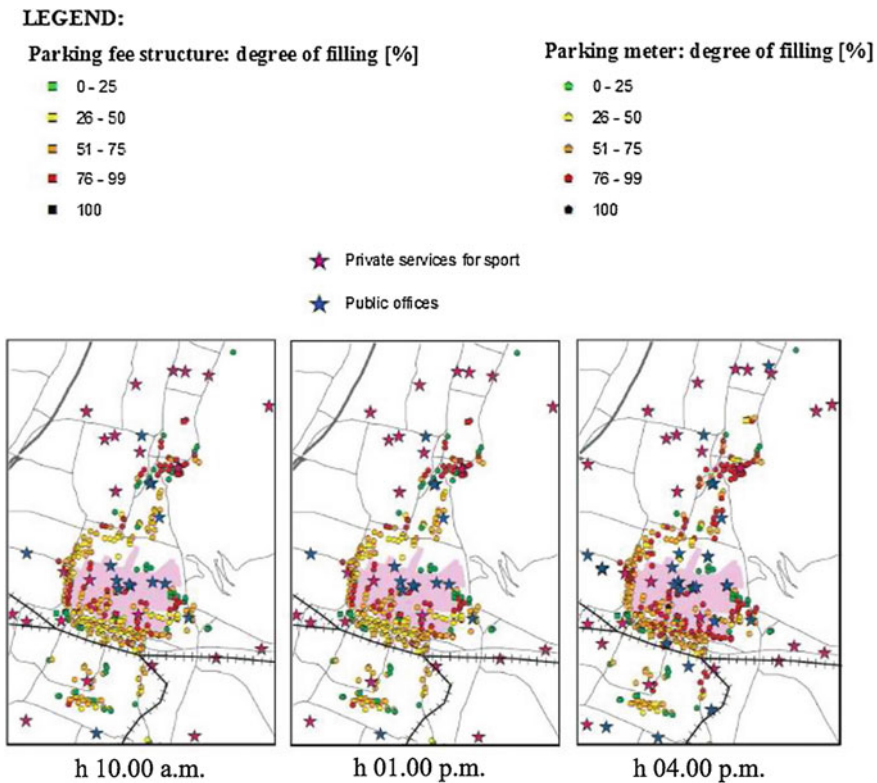 LEGEND:
Parking fee structure: degree of filling [%]
0 - 25
26 - 50
51 - 75
76 - 99
100
Parking meter: degree of filling [%]
0 - 25
26 - 50
51 - 75
76 - 99
100
Private services for sport
Public offices
h 10.00 a.m.
h 01.00 p.m.
h 04.00 p.m.